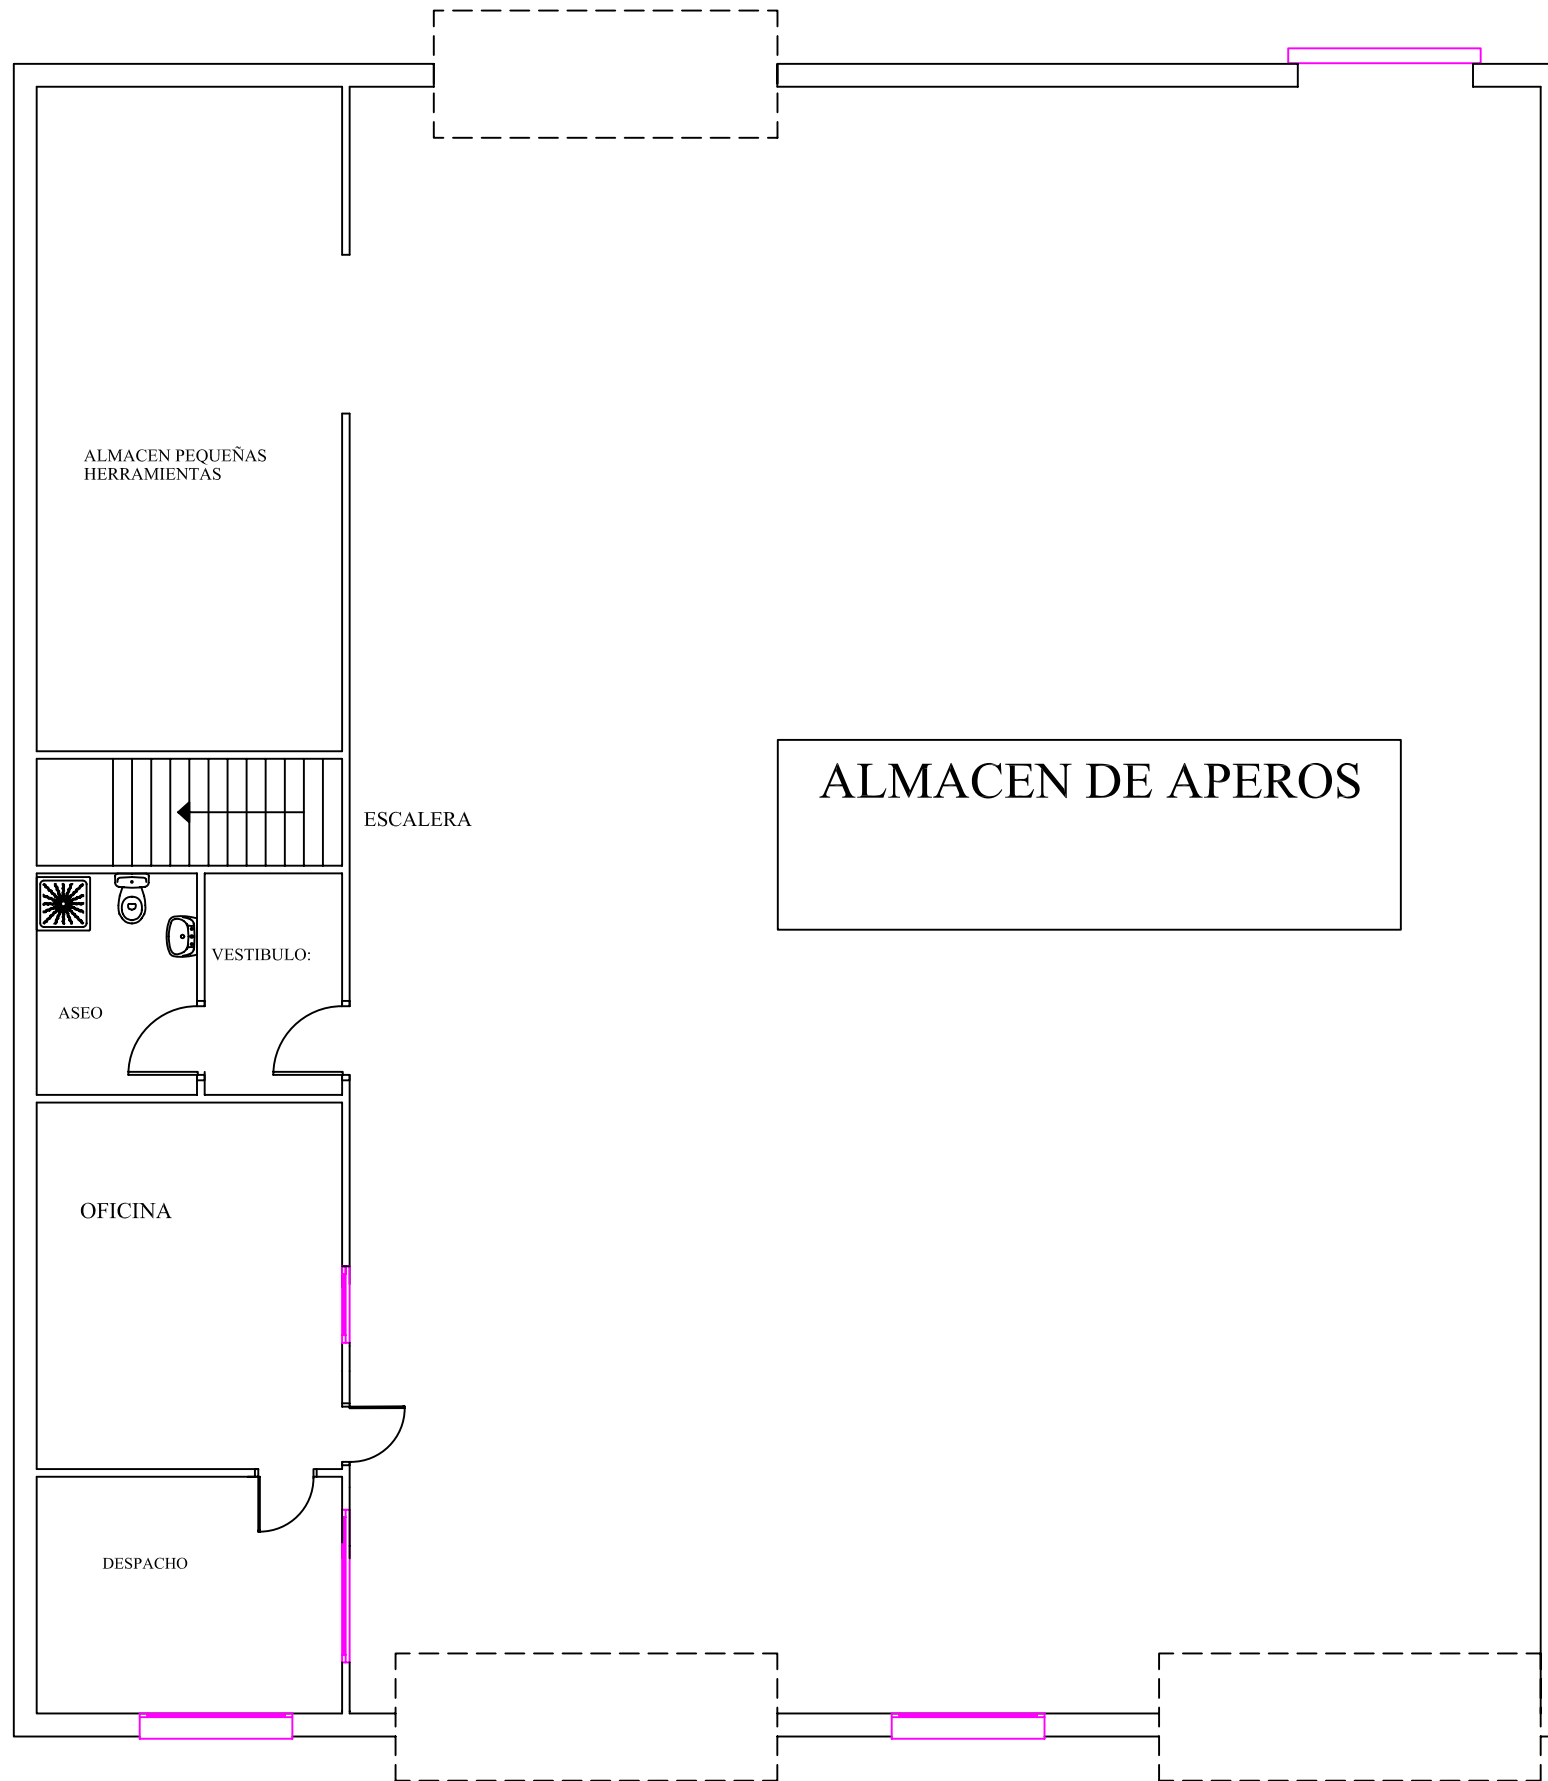 ALMACEN PEQUEÑAS
HERRAMIENTAS
ALMACEN DE APEROS
ESCALERA
VESTIBULO:
ASEO
OFICINA
DESPACHO